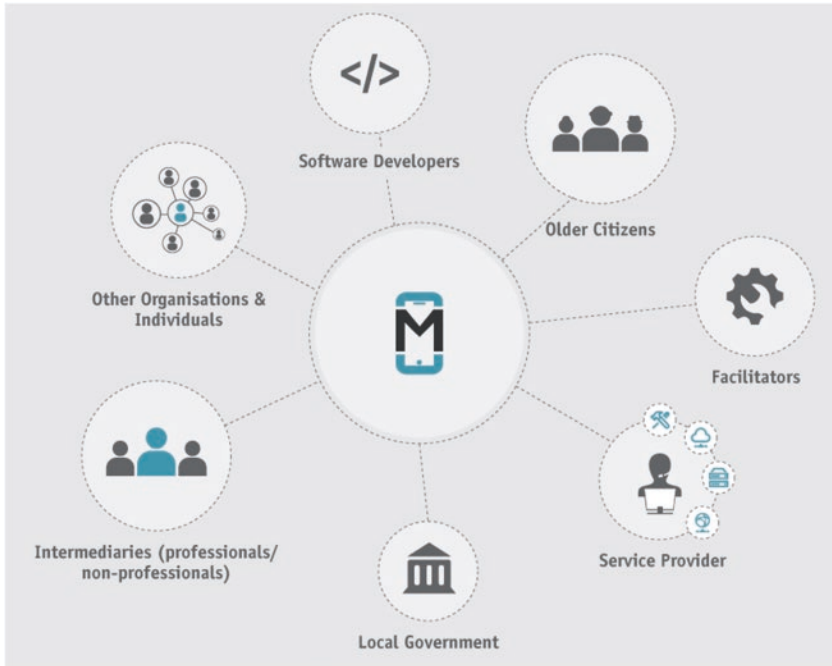 </>
Software Developers
Older Citizens
Other Organisations &
Individuals
M
Facilitators
Intermediaries (professionals/
non-professionals)
Service Provider
Local Government